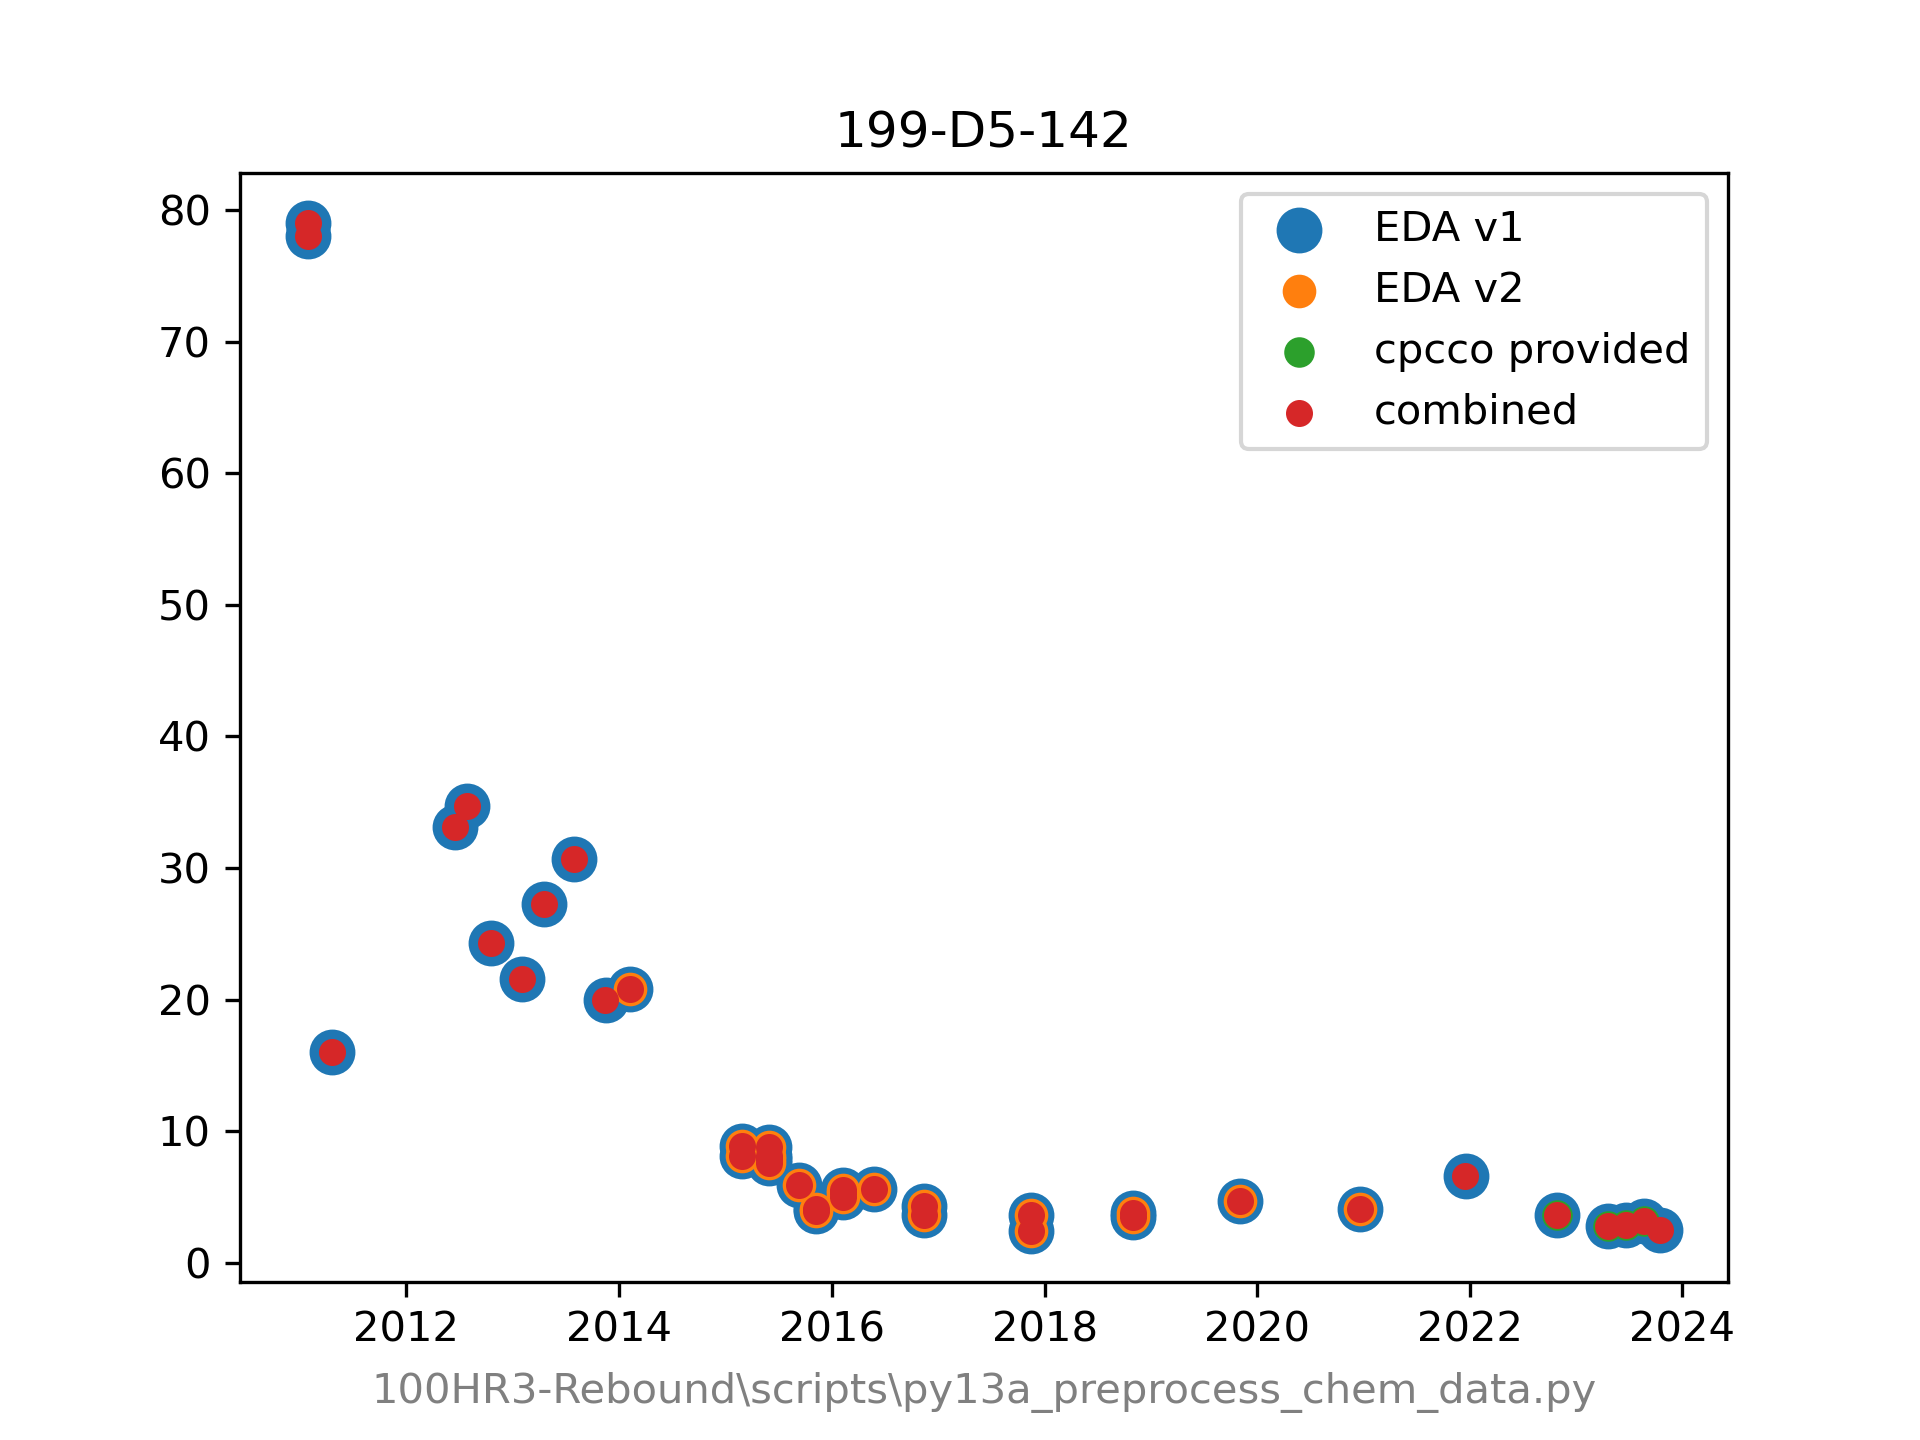 199-D5-142
80
70
60
50
40
30
20
10
0
EDA v1
EDA v2
cpcco provided
combined
2012 2014 2016 2018 2020 2022 2024
100HR3-Rebound\scripts\py13a_preprocess_chem_data.py